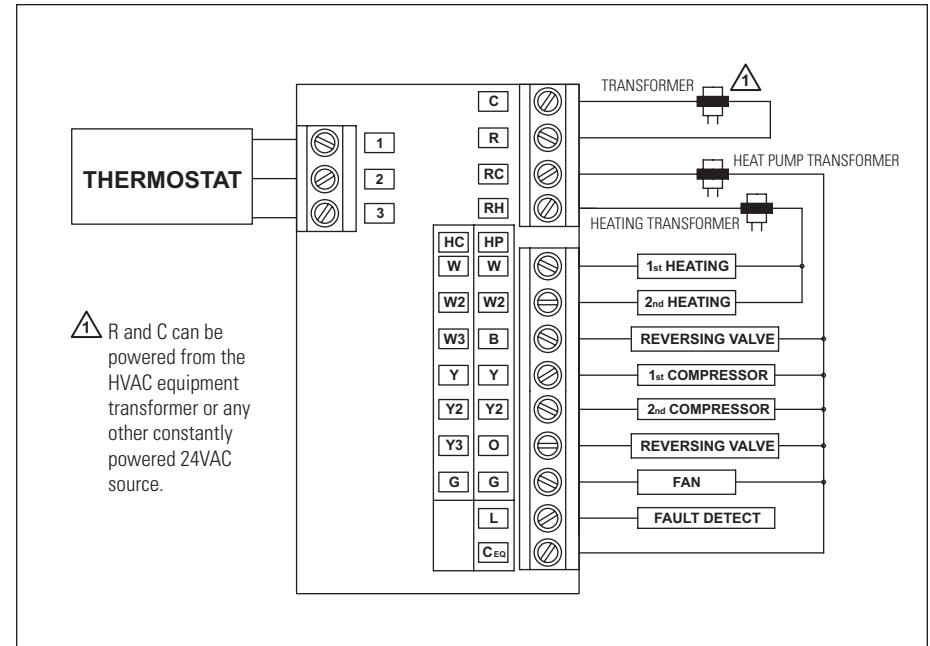 TRANSFORMER
1
C
R
HEAT PUMP TRANSFORMER
RC
RH
HEATING TRANSFORMER
THERMOSTAT
1
2
3
HC HP
W W 1st HEATING
W2 W2 2nd HEATING
W3 B REVERSING VALVE
Y Y 1st COMPRESSOR
Y2 Y2 2nd COMPRESSOR
Y3 O REVERSING VALVE
G G FAN
L FAULT DETECT
CEQ
1 R and C can be
powered from the
HVAC equipment
transformer or any
other constantly
powered 24VAC
source.